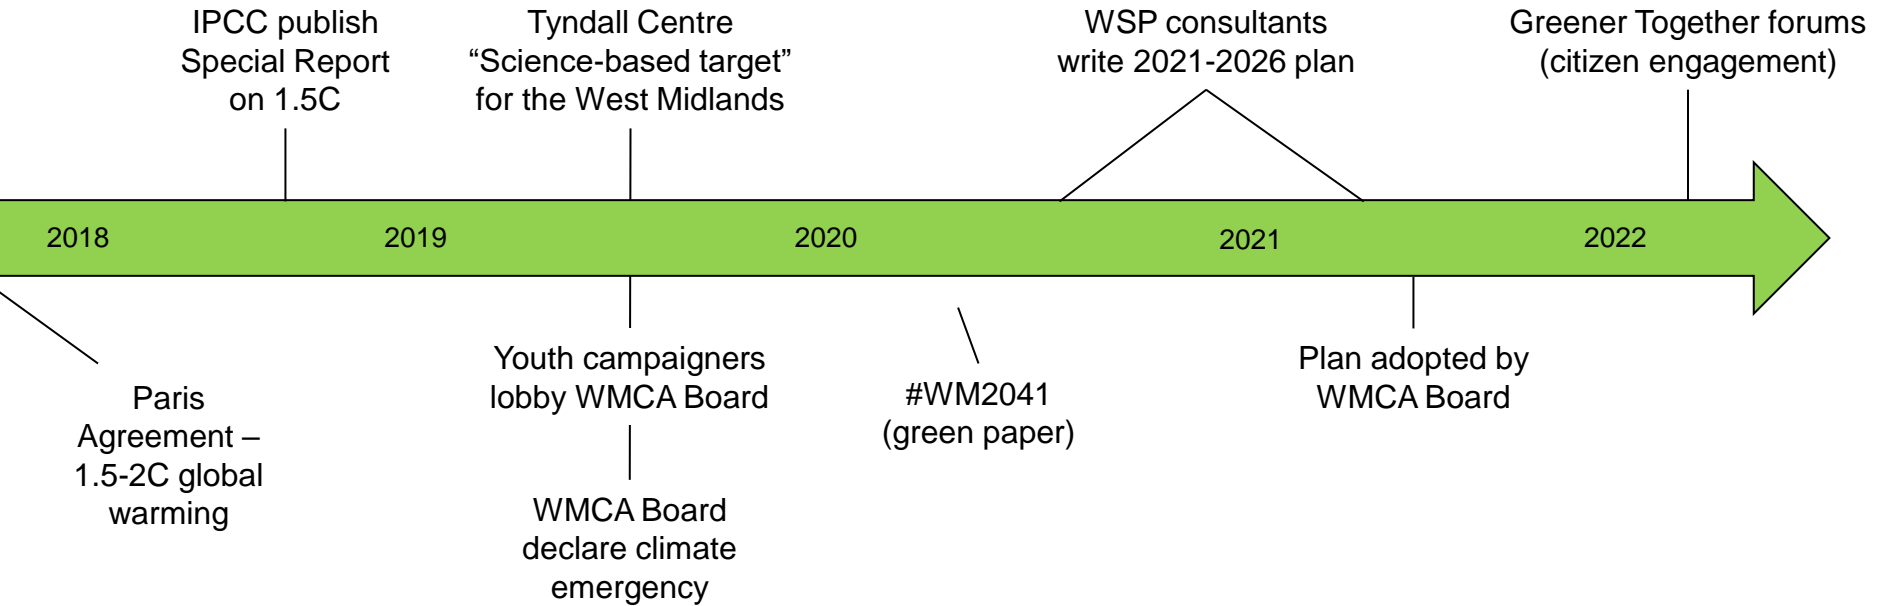 IPCC publish
Special Report
on 1.5C
Tyndall Centre
“Science-based target”
for the West Midlands
WSP consultants
write 2021-2026 plan
Greener Together forums
(citizen engagement)
2018
2019
2020
2021
2022
Paris
Agreement –
1.5-2C global
warming
Youth campaigners
lobby WMCA Board
WMCA Board
declare climate
emergency
#WM2041
(green paper)
Plan adopted by
WMCA Board